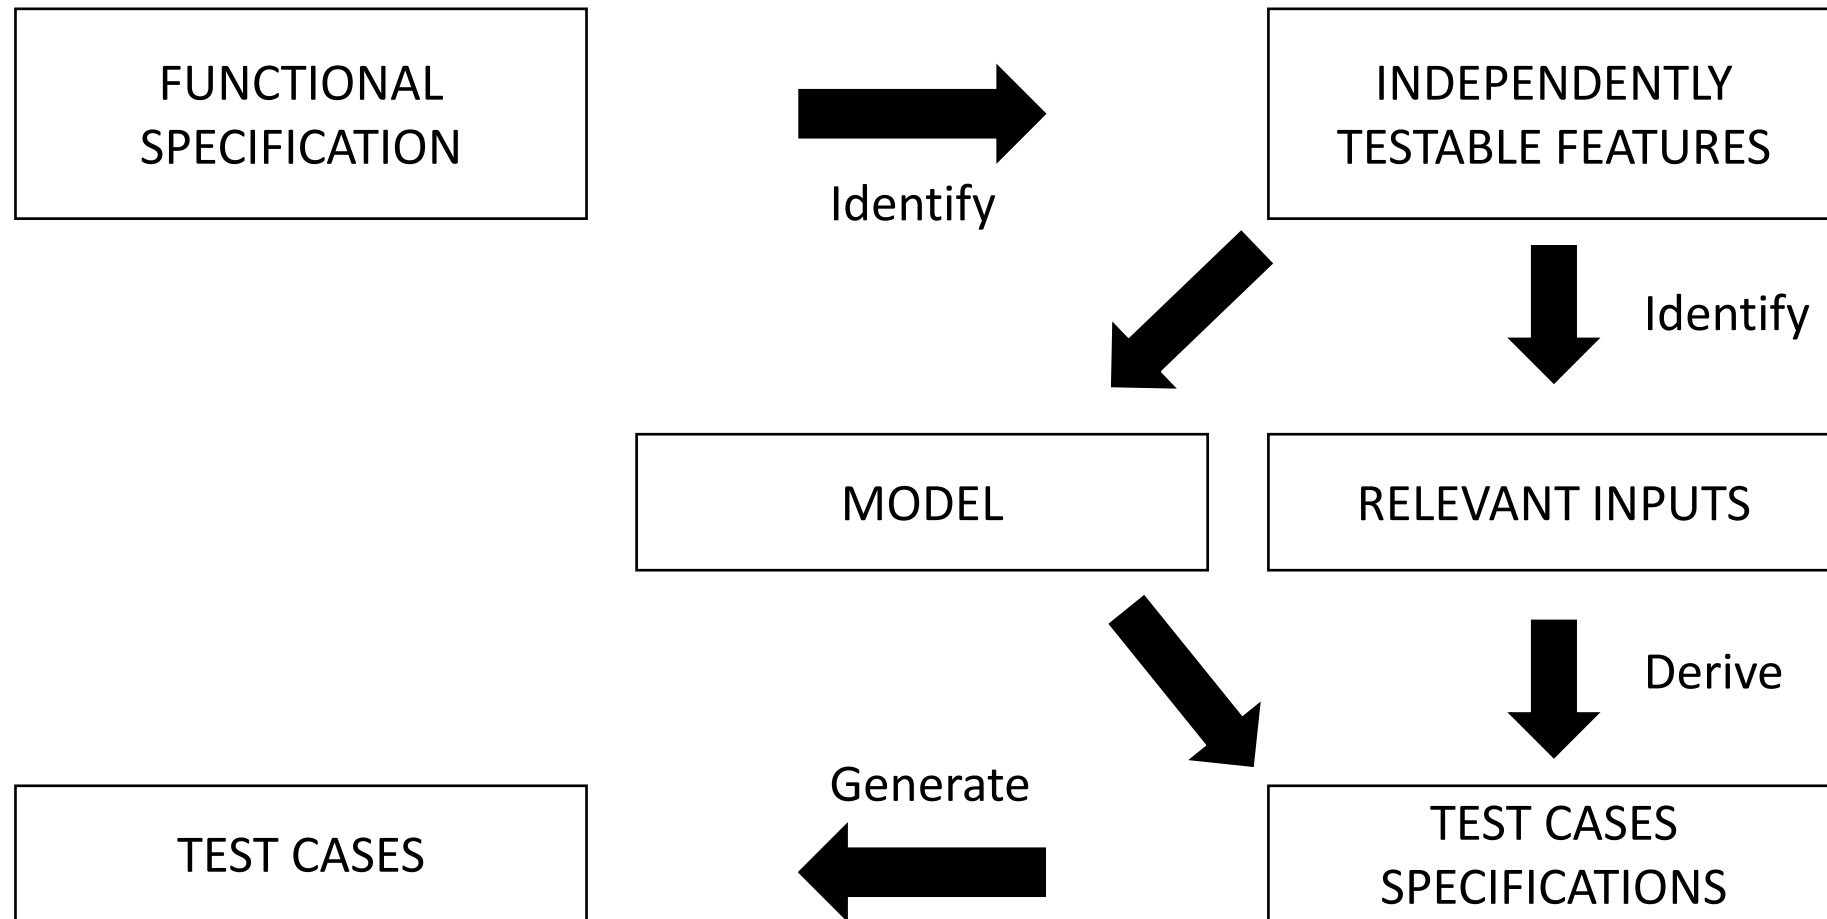 FUNCTIONAL
SPECIFICATION
Identify
INDEPENDENTLY
TESTABLE FEATURES
Identify
MODEL
RELEVANT INPUTS
Derive
Generate
TEST CASES
TEST CASES
SPECIFICATIONS